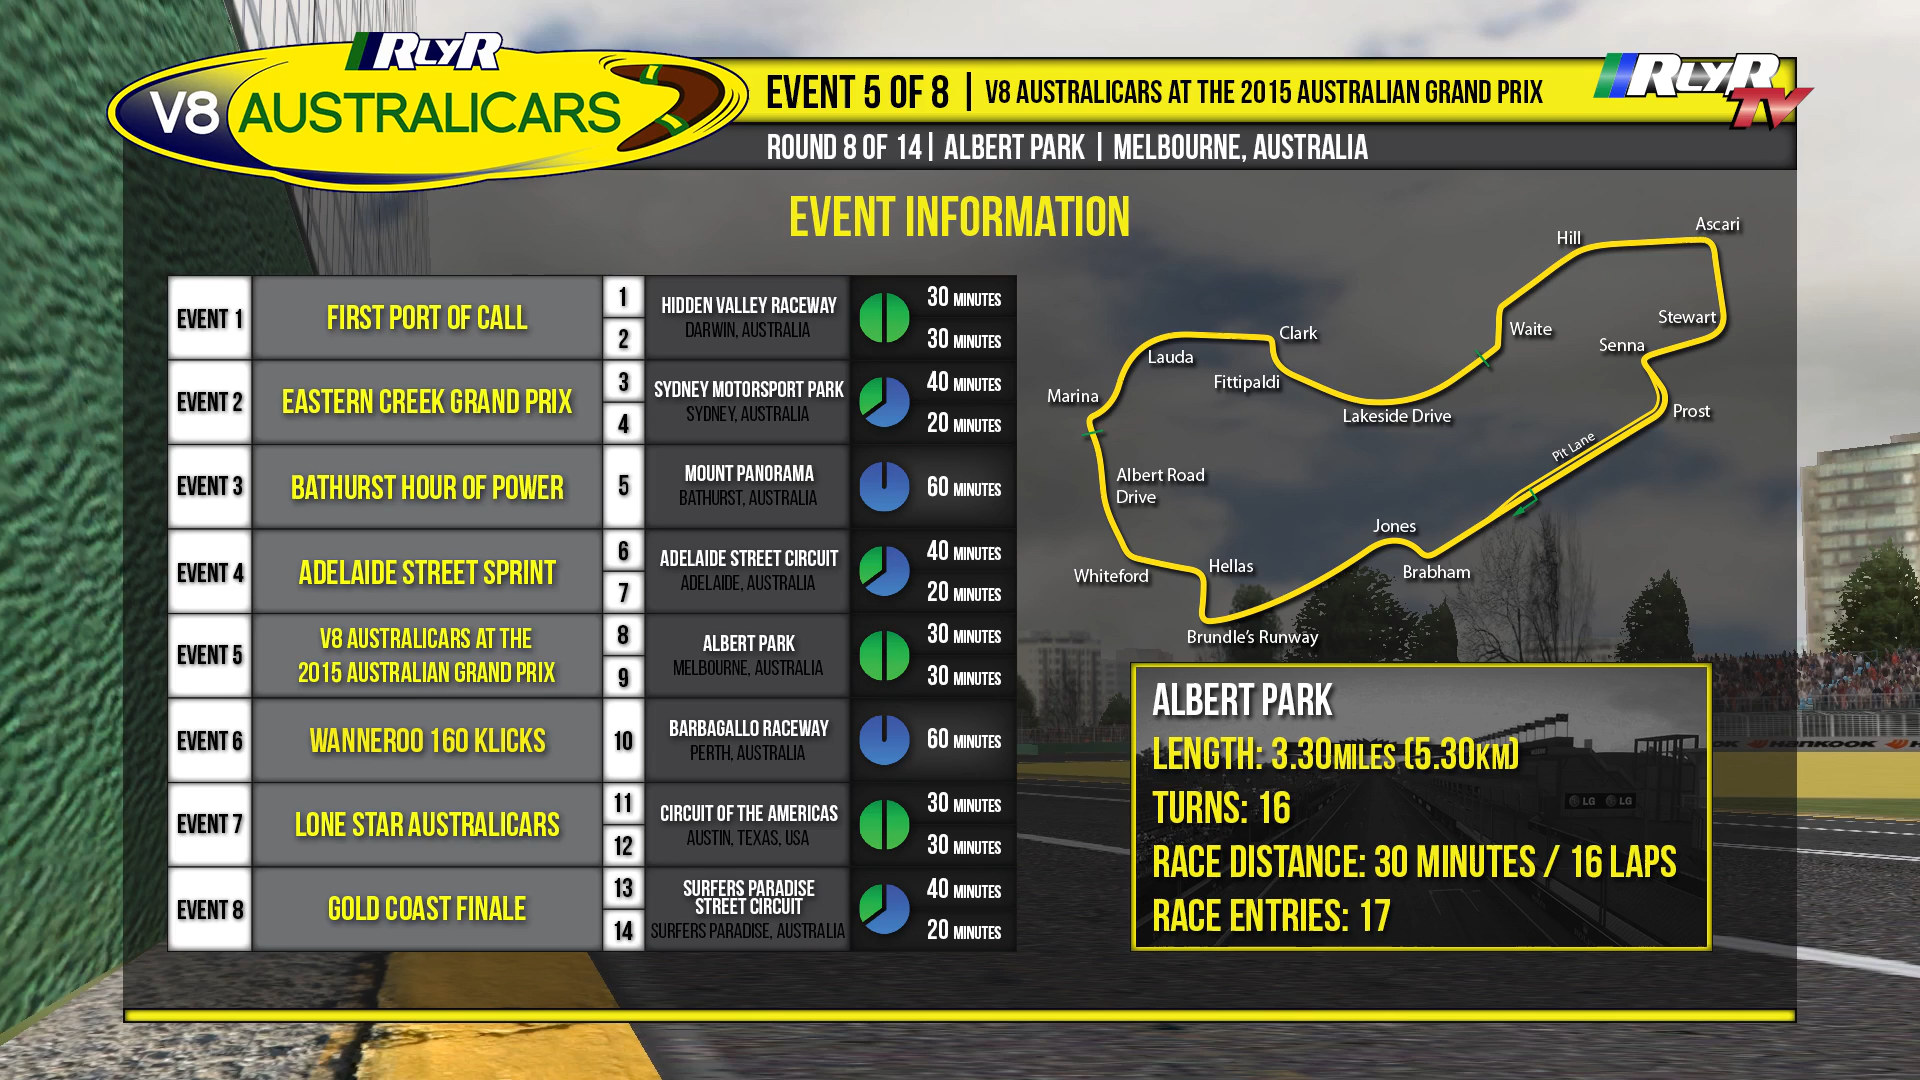 RLYR
V8 AUSTRALICARS
EVENT 5 OF 8 | V8 AUSTRALICARS AT THE 2015 AUSTRALIAN GRAND PRIX
RLYR TV
ROUND 8 OF 14 | ALBERT PARK | MELBOURNE, AUSTRALIA
EVENT INFORMATION
EVENT 1
FIRST PORT OF CALL
1
2
HIDDEN VALLEY RACEWAY
DARWIN, AUSTRALIA
30 MINUTES
30 MINUTES
EVENT 2
EASTERN CREEK GRAND PRIX
3
4
SYDNEY MOTORSPORT PARK
SYDNEY, AUSTRALIA
40 MINUTES
20 MINUTES
EVENT 3
BATHURST HOUR OF POWER
5
MOUNT PANORAMA
BATHURST, AUSTRALIA
60 MINUTES
EVENT 4
ADELAIDE STREET SPRINT
6
7
ADELAIDE STREET CIRCUIT
ADELAIDE, AUSTRALIA
40 MINUTES
20 MINUTES
EVENT 5
V8 AUSTRALICARS AT THE
2015 AUSTRALIAN GRAND PRIX
8
9
ALBERT PARK
MELBOURNE, AUSTRALIA
30 MINUTES
30 MINUTES
EVENT 6
WANNEROO 160 KLICKS
10
BARBAGALLO RACEWAY
PERTH, AUSTRALIA
60 MINUTES
EVENT 7
LONE STAR AUSTRALICARS
11
12
CIRCUIT OF THE AMERICAS
AUSTIN, TEXAS, USA
30 MINUTES
30 MINUTES
EVENT 8
GOLD COAST FINALE
13
14
SURFERS PARADISE
STREET CIRCUIT
SURFERS PARADISE, AUSTRALIA
40 MINUTES
20 MINUTES
Ascari
Hill
Stewart
Waite
Senna
Clark
Lauda
Fittipaldi
Marina
Lakeside Drive
Prost
Pit Lane
Albert Road
Drive
Jones
Hellas
Brabham
Whiteford
Brundle's Runway
ALBERT PARK
LENGTH: 3.30MILES (5.30KM)
TURNS: 16
RACE DISTANCE: 30 MINUTES / 16 LAPS
RACE ENTRIES: 17
LG LG
HANKOOK